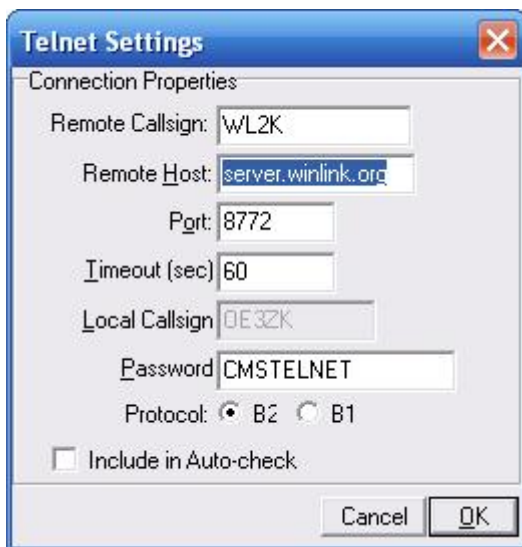 Telnet Settings
Connection Properties
Remote Callsign: WL2K
Remote Host: server.winlink.org
Port: 8772
Timeout (sec) 60
Local Callsign OE3ZK
Password CMSTELNET
Protocol: B2 B1
Include in Auto-check
Cancel OK